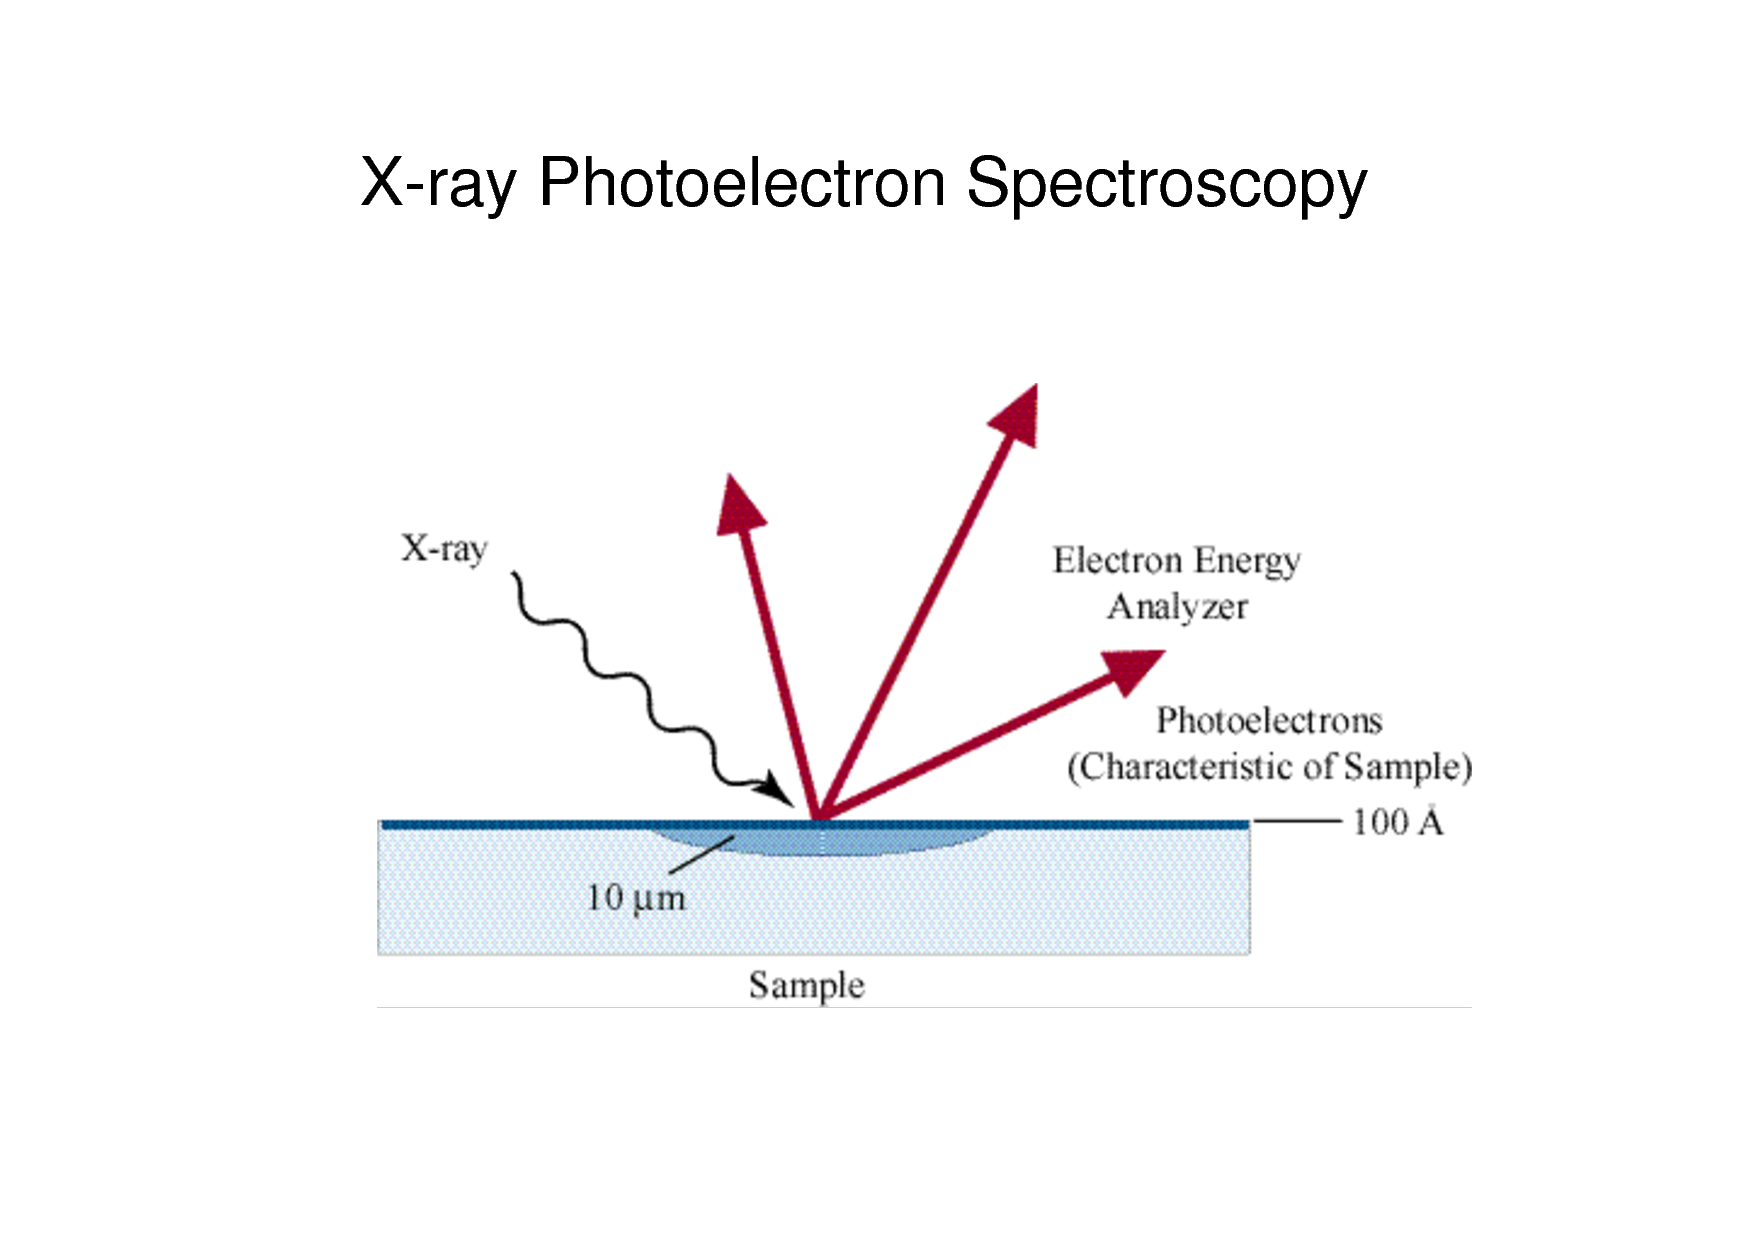 X-ray Photoelectron Spectroscopy
X-ray
Electron Energy
Analyzer
Photoelectrons
(Characteristic of Sample)
100 Å
10 μm
Sample